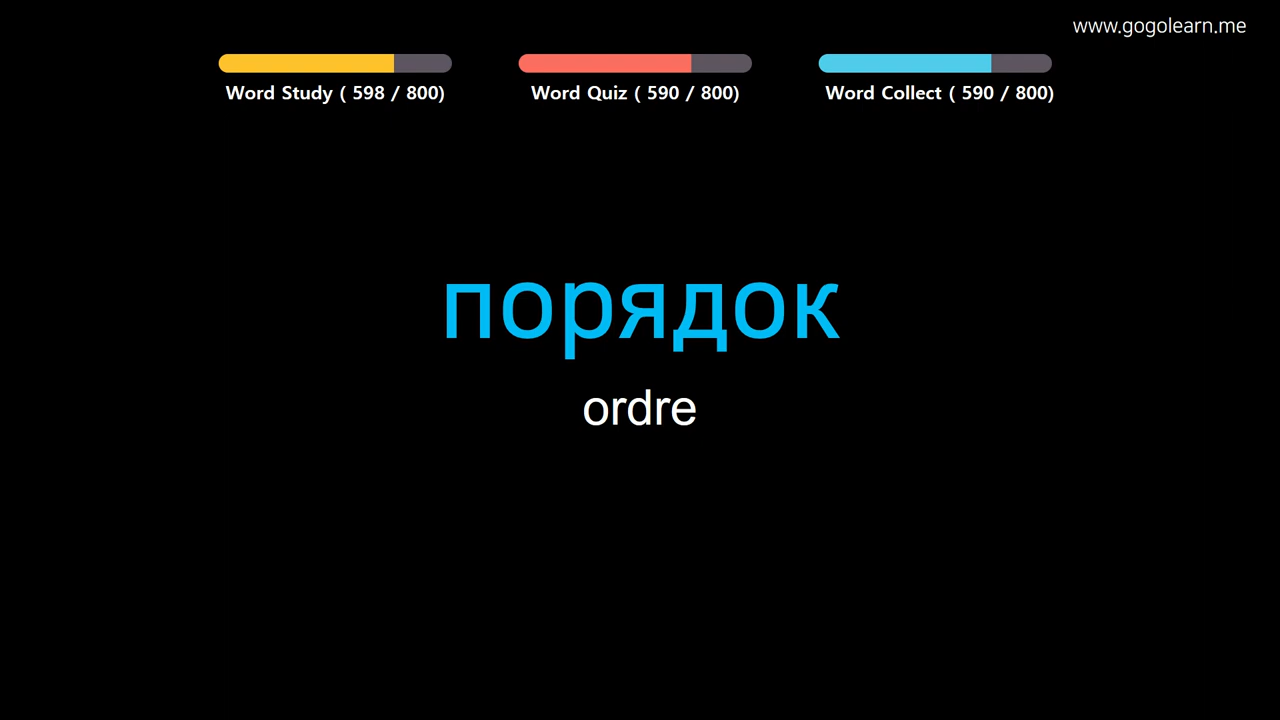 www.gogolearn.me
Word Study ( 598 / 800)
Word Quiz ( 590 / 800)
Word Collect ( 590 / 800)
порядок
ordre